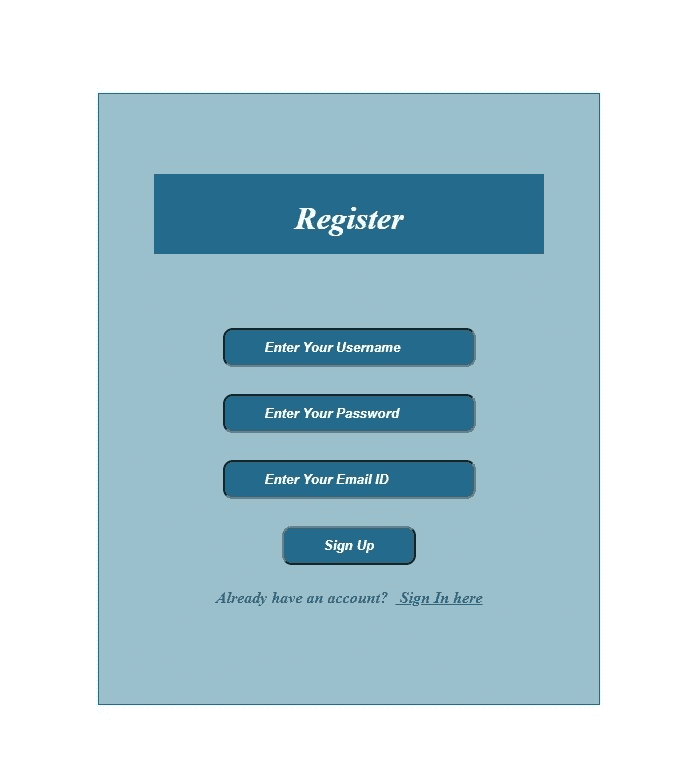 Register
Enter Your Username
Enter Your Password
Enter Your Email ID
Sign Up
Already have an account? Sign In here